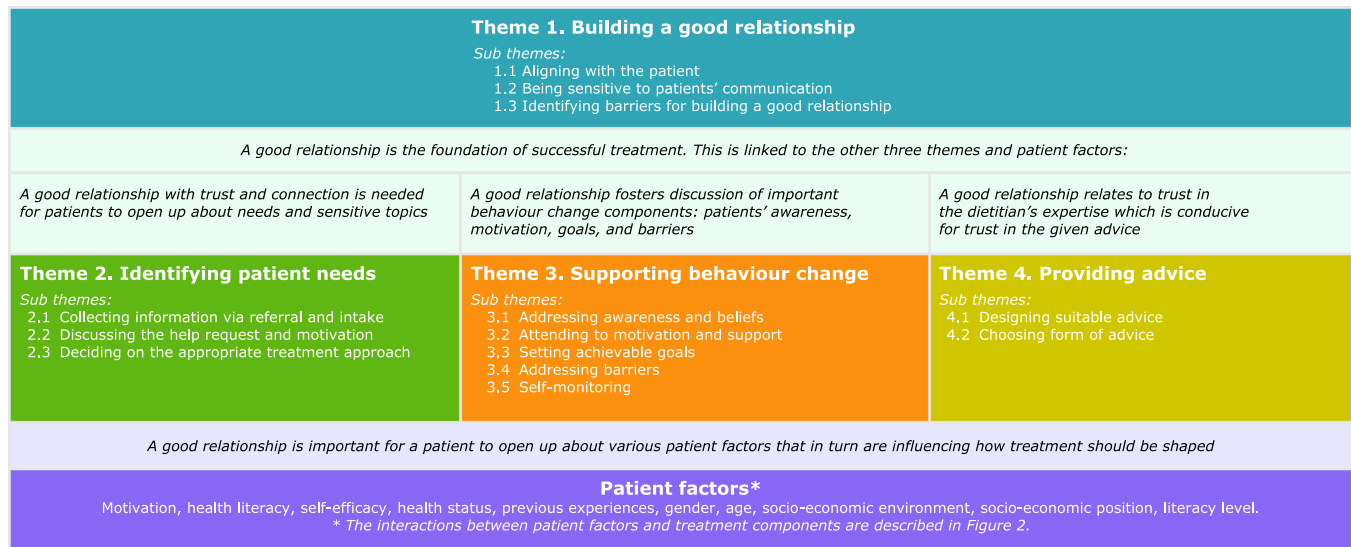 Theme 1. Building a good relationship
Sub themes:
1.1 Aligning with the patient
1.2 Being sensitive to patients’ communication
1.3 Identifying barriers for building a good relationship
A good relationship is the foundation of successful treatment. This is linked to the other three themes and patient factors:
A good relationship with trust and connection is needed
for patients to open up about needs and sensitive topics
A good relationship fosters discussion of important
behaviour change components: patients’ awareness,
motivation, goals, and barriers
A good relationship relates to trust in
the dietitian’s expertise which is conducive
for trust in the given advice
Theme 2. Identifying patient needs
Sub themes:
2.1 Collecting information via referral and intake
2.2 Discussing the help request and motivation
2.3 Deciding on the appropriate treatment approach
Theme 3. Supporting behaviour change
Sub themes:
3.1 Addressing awareness and beliefs
3.2 Attending to motivation and support
3.3 Setting achievable goals
3.4 Addressing barriers
3.5 Self-monitoring
Theme 4. Providing advice
Sub themes:
4.1 Designing suitable advice
4.2 Choosing form of advice
A good relationship is important for a patient to open up about various patient factors that in turn are influencing how treatment should be shaped
Patient factors*
Motivation, health literacy, self-efficacy, health status, previous experiences, gender, age, socio-economic environment, socio-economic position, literacy level.
* The interactions between patient factors and treatment components are described in Figure 2.